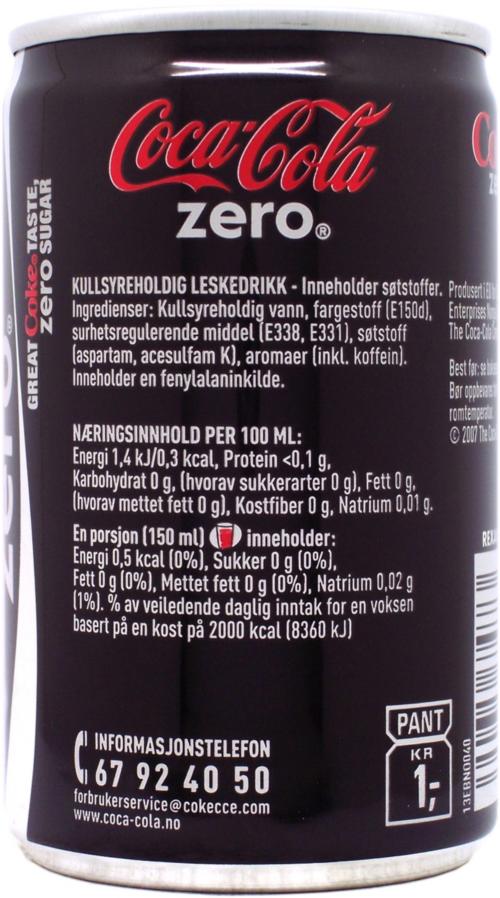 Coca-Cola
zero®
GREAT Coke® TASTE,
zero SUGAR
KULLSYREHOLDIG LESKEDRIKK - Inneholder søtstoffer.
Ingredienser: Kullsyreholdig vann, fargestoff (E150d),
surhetsregulerende middel (E338, E331), søtstoff
(aspartam, acesulfam K), aromaer (inkl. koffein).
Inneholder en fenylalaninkilde.
NÆRINGSINNHOLD PER 100 ML:
Energi 1,4 kJ/0,3 kcal, Protein <0,1 g,
Karbohydrat 0 g, (hvorav sukkerarter 0 g), Fett 0 g,
(hvorav mettet fett 0 g), Kostfiber 0 g, Natrium 0,01 g.
En porsjon (150 ml) inneholder:
Energi 0,5 kcal (0%), Sukker 0 g (0%),
Fett 0 g (0%), Mettet fett 0 g (0%), Natrium 0,02 g
(1%). % av veiledende daglig inntak for en voksen
basert på en kost på 2000 kcal (8360 kJ)
INFORMASJONSTELEFON
67 92 40 50
forbrukerservice@cokecce.com
www.coca-cola.no
Produsert i
Enterprises
The Coca-Cola
Best før: se
Bør
romtemperatur
© 2007 The
PANT
KR
1,-
13EBNO040